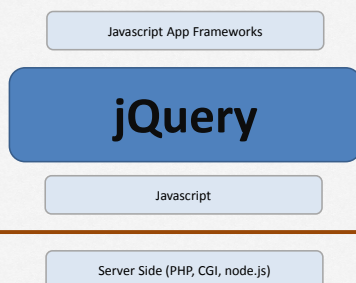 Javascript App Frameworks
jQuery
Javascript
Server Side (PHP, CGI, node.js)